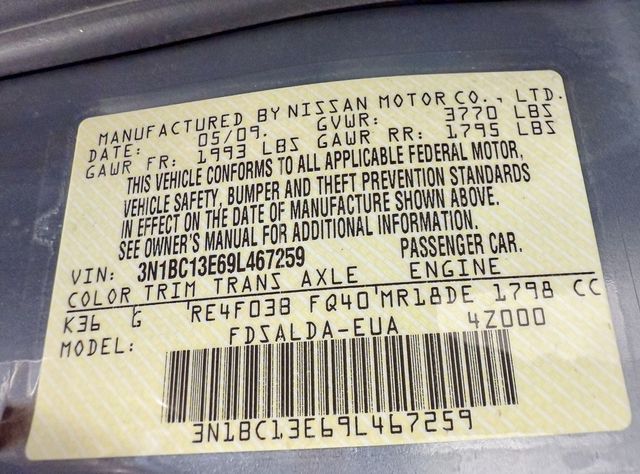 MANUFACTURED BY NISSAN MOTOR CO., LTD.
DATE: 05/09. GVWR: 3770 LBS
GAWR FR: 1993 LBS GAWR RR: 1795 LBS
THIS VEHICLE CONFORMS TO ALL APPLICABLE FEDERAL MOTOR,
VEHICLE SAFETY, BUMPER AND THEFT PREVENTION STANDARDS
IN EFFECT ON THE DATE OF MANUFACTURE SHOWN ABOVE.
SEE OWNER'S MANUAL FOR ADDITIONAL INFORMATION.
VIN: 3N1BC13E69L467259 PASSENGER CAR.
COLOR TRIM TRANS AXLE ENGINE
K36 G RE4F03B FQ40 MR18DE 1798 CC
MODEL: FDSALDA-EUA 4Z000
3N1BC13E69L467259